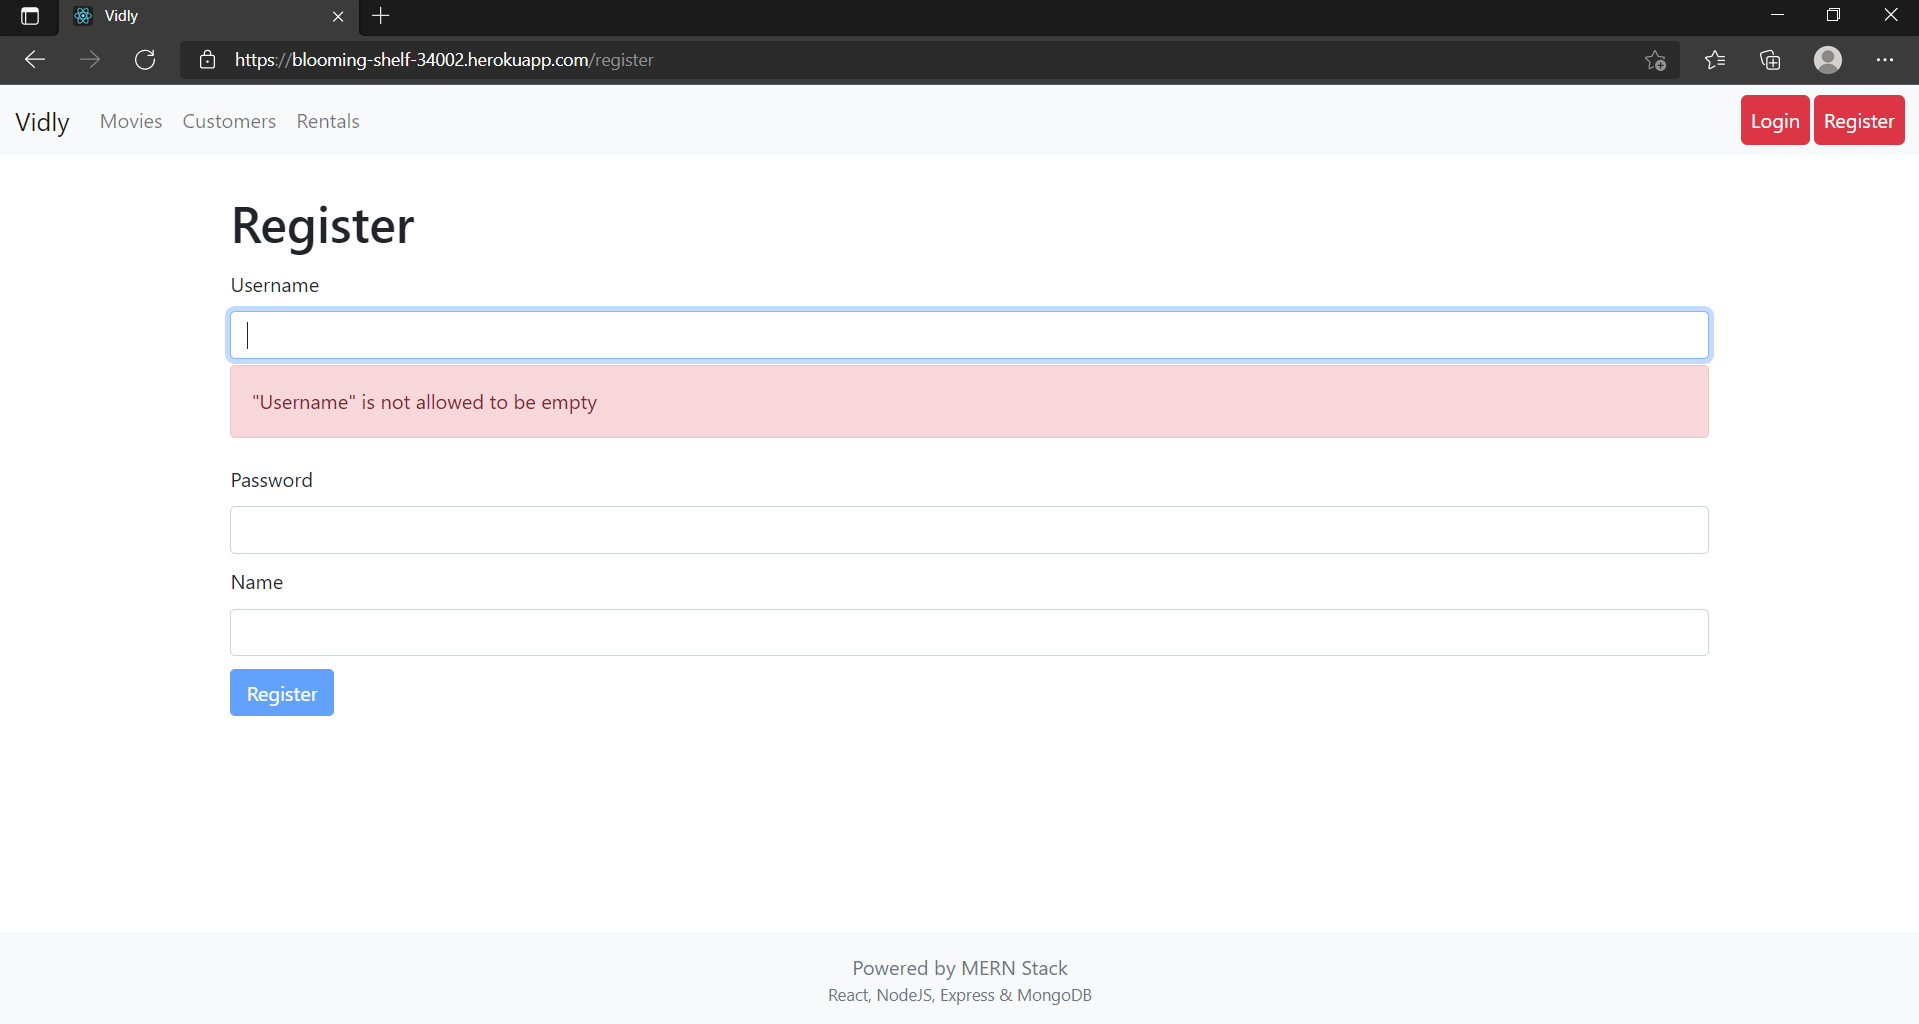 Vidly
https://blooming-shelf-34002.herokuapp.com/register
Vidly Movies Customers Rentals Login Register
Register
Username
"Username" is not allowed to be empty
Password
Name
Register
Powered by MERN Stack
React, NodeJS, Express & MongoDB